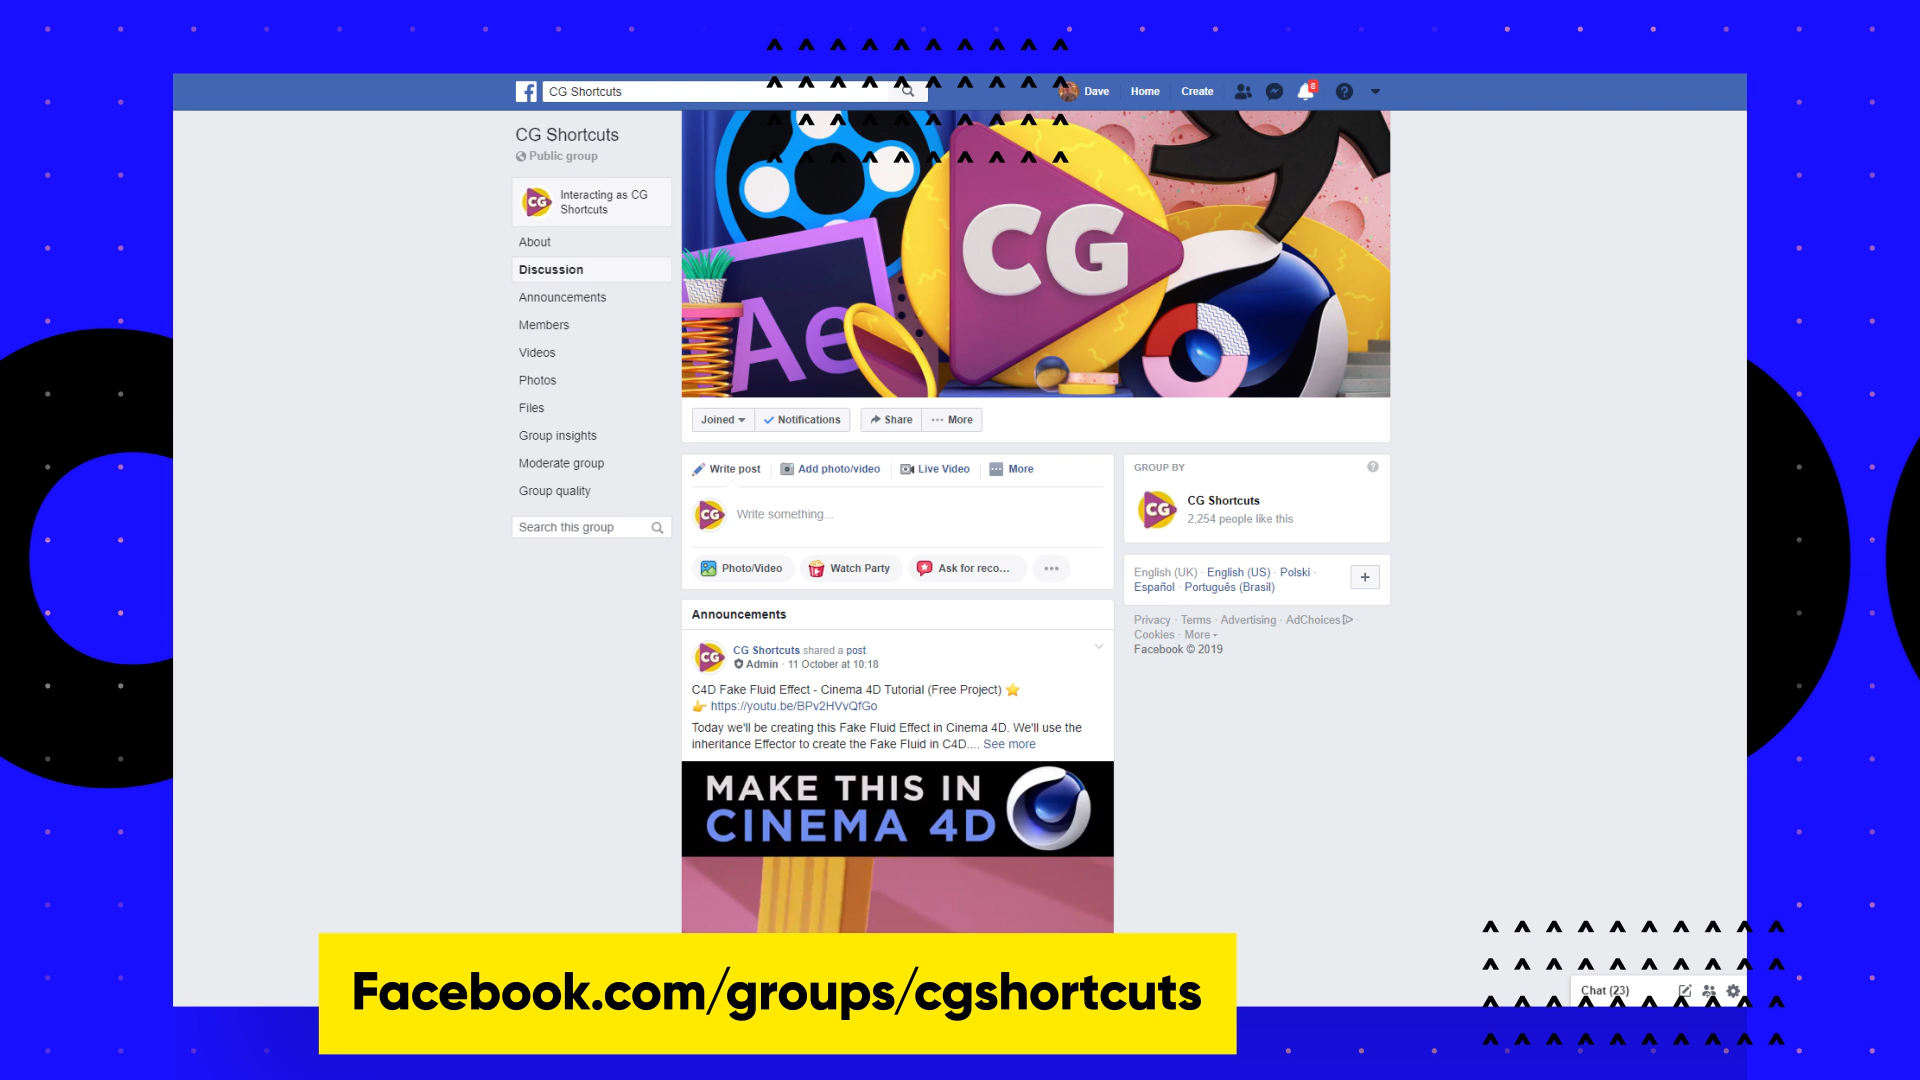 CG Shortcuts
Dave
Home
Create
8
CG Shortcuts
Public group
Interacting as CG
Shortcuts
About
Discussion
Announcements
Members
Videos
Photos
Files
Group insights
Moderate group
Group quality
Search this group
Ae
CG
Joined
Notifications
Share
More
Write post
Add photo/video
Live Video
More
CG
Write something...
Photo/Video
Watch Party
Ask for reco...
Announcements
CG
CG Shortcuts shared a post.
Admin · 11 October at 10:18
C4D Fake Fluid Effect - Cinema 4D Tutorial (Free Project)
https://youtu.be/BPv2HVvQfGo
Today we'll be creating this Fake Fluid Effect in Cinema 4D. We'll use the
inheritance Effector to create the Fake Fluid in C4D.... See more
MAKE THIS IN
CINEMA 4D
GROUP BY
CG
CG Shortcuts
2,254 people like this
English (UK) · English (US) · Polski ·
Español · Português (Brasil)
Privacy · Terms · Advertising · AdChoices ·
Cookies · More
Facebook © 2019
Chat (23)
Facebook.com/groups/cgshortcuts